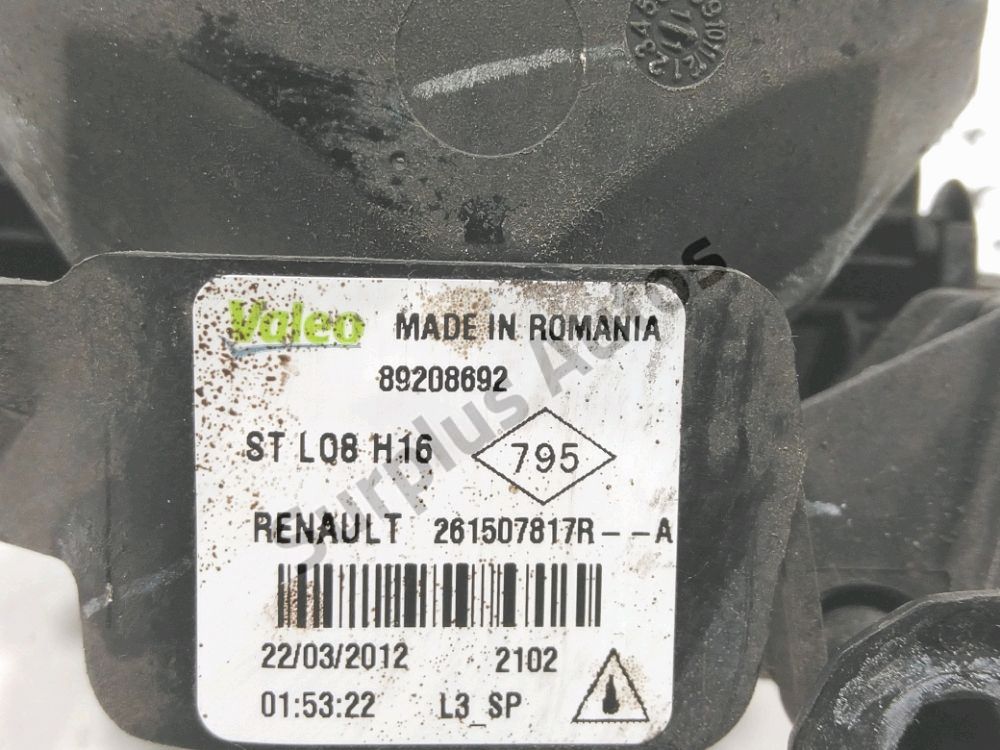 Valeo MADE IN ROMANIA
89208692
ST L08 H16 795
RENAULT 261507817R--A
22/03/2012 2102
01:53:22 L3_SP
Surplus Autos